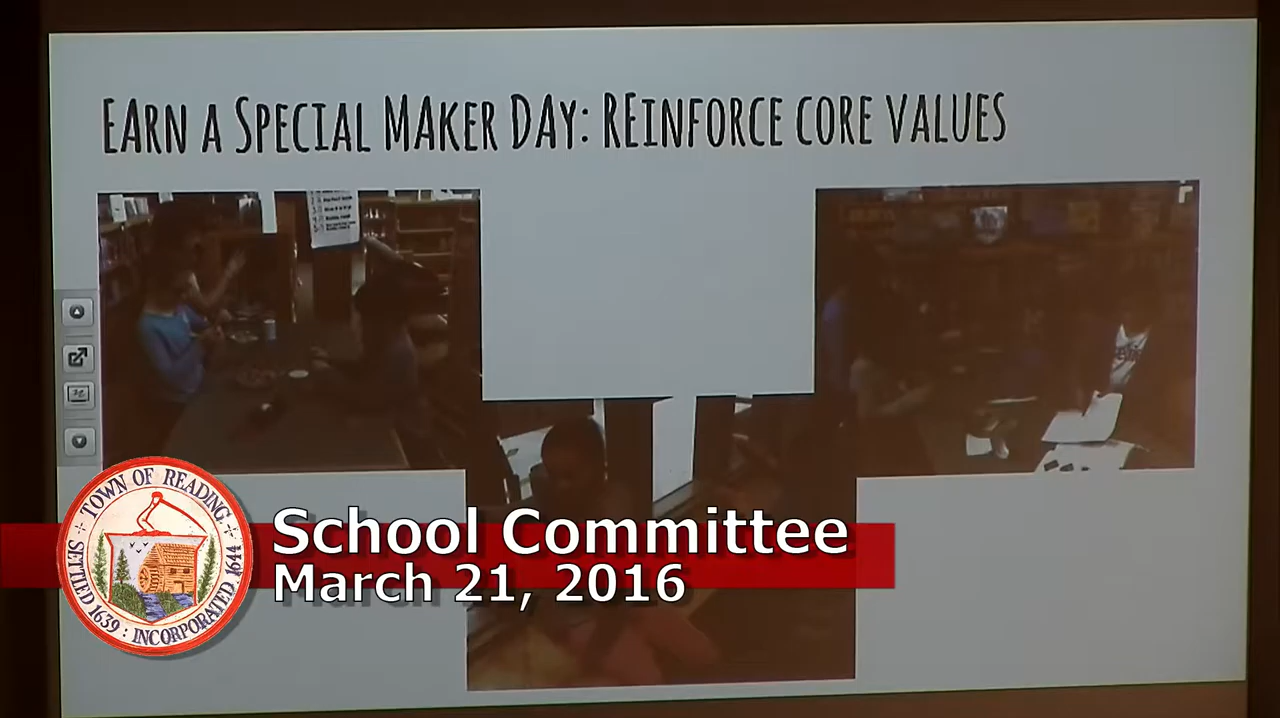 EARN A SPECIAL MAKER DAY: REINFORCE CORE VALUES
TOWN OF READING
SETTLED 1639 : INCORPORATED 1644
School Committee
March 21, 2016